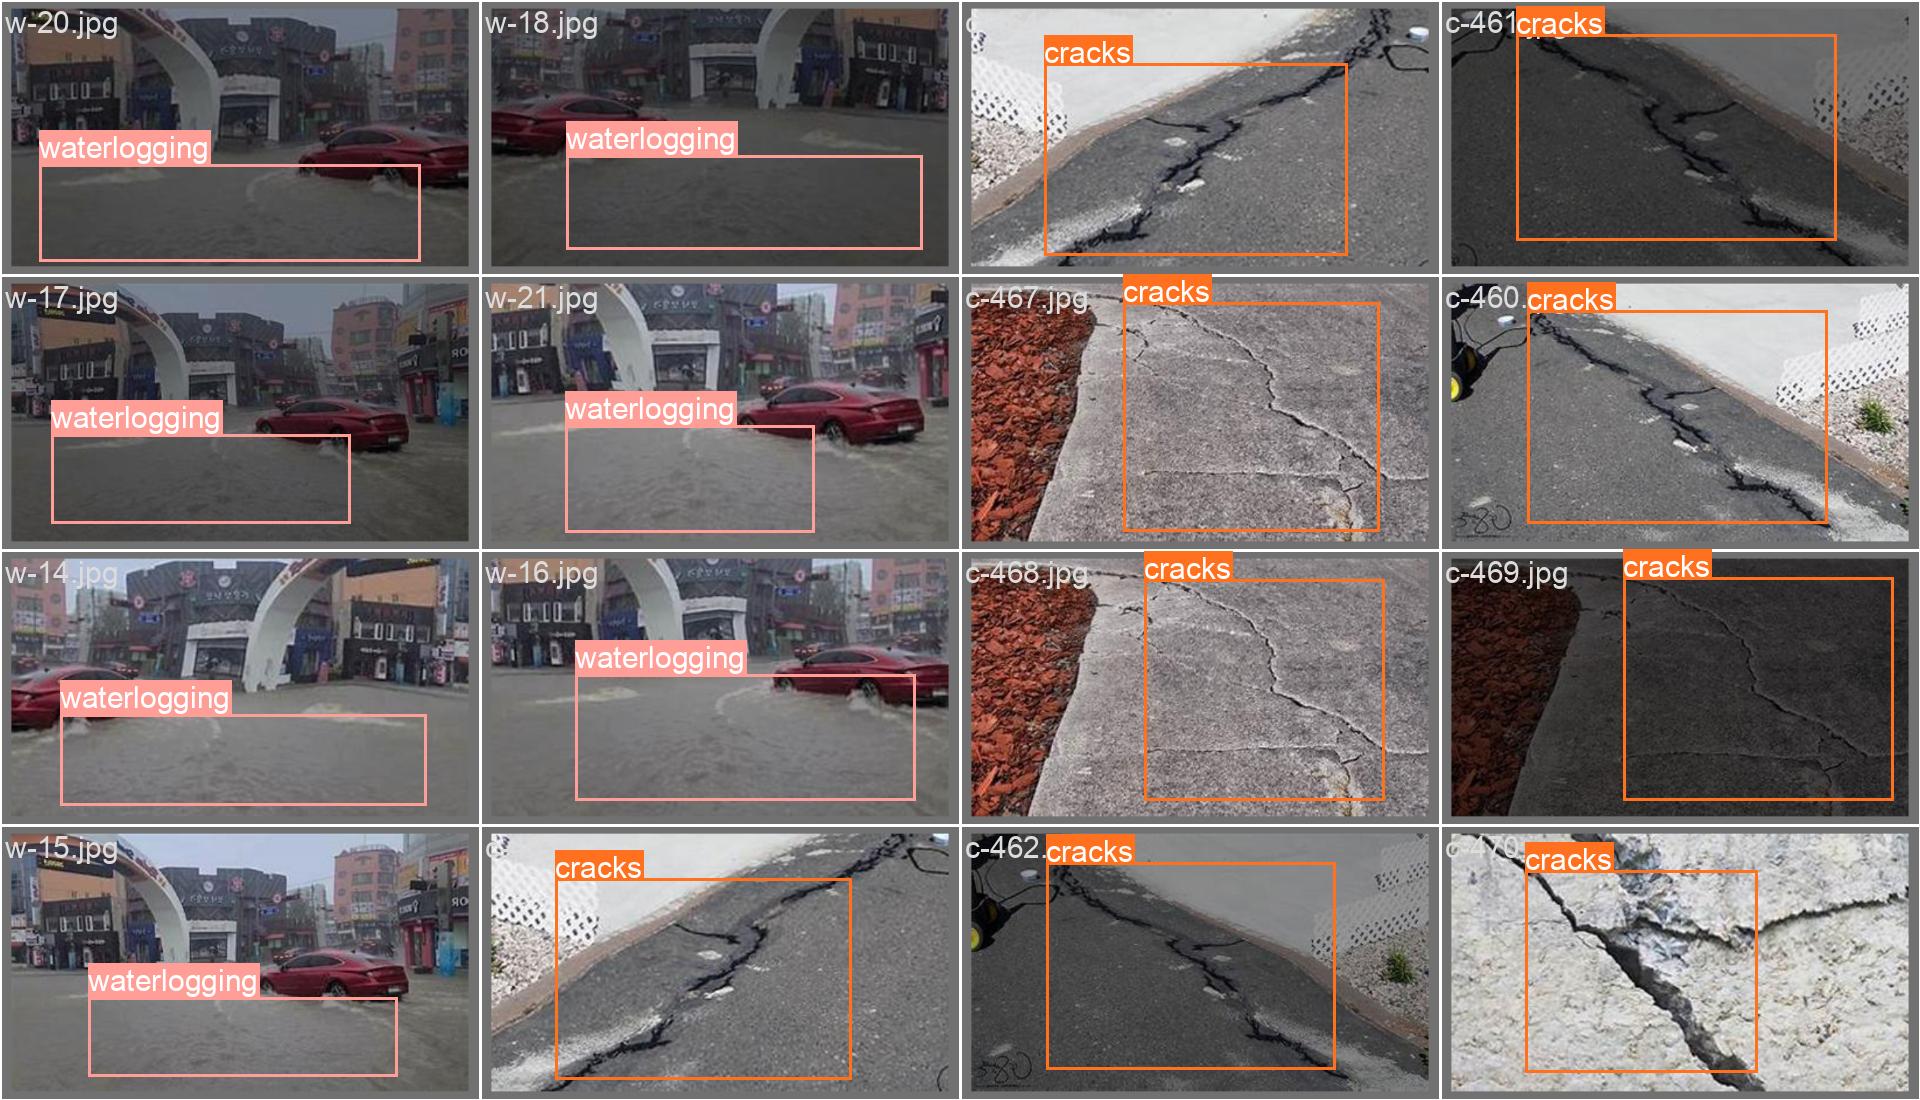 w-20.jpg
waterlogging
w-18.jpg
waterlogging
cracks
c-461
cracks
w-17.jpg
waterlogging
w-21.jpg
waterlogging
c-467.jpg
cracks
c-460.
cracks
w-14.jpg
waterlogging
w-16.jpg
waterlogging
c-468.jpg
cracks
c-469.jpg
cracks
w-15.jpg
waterlogging
cracks
c-462.
cracks
c-470
cracks